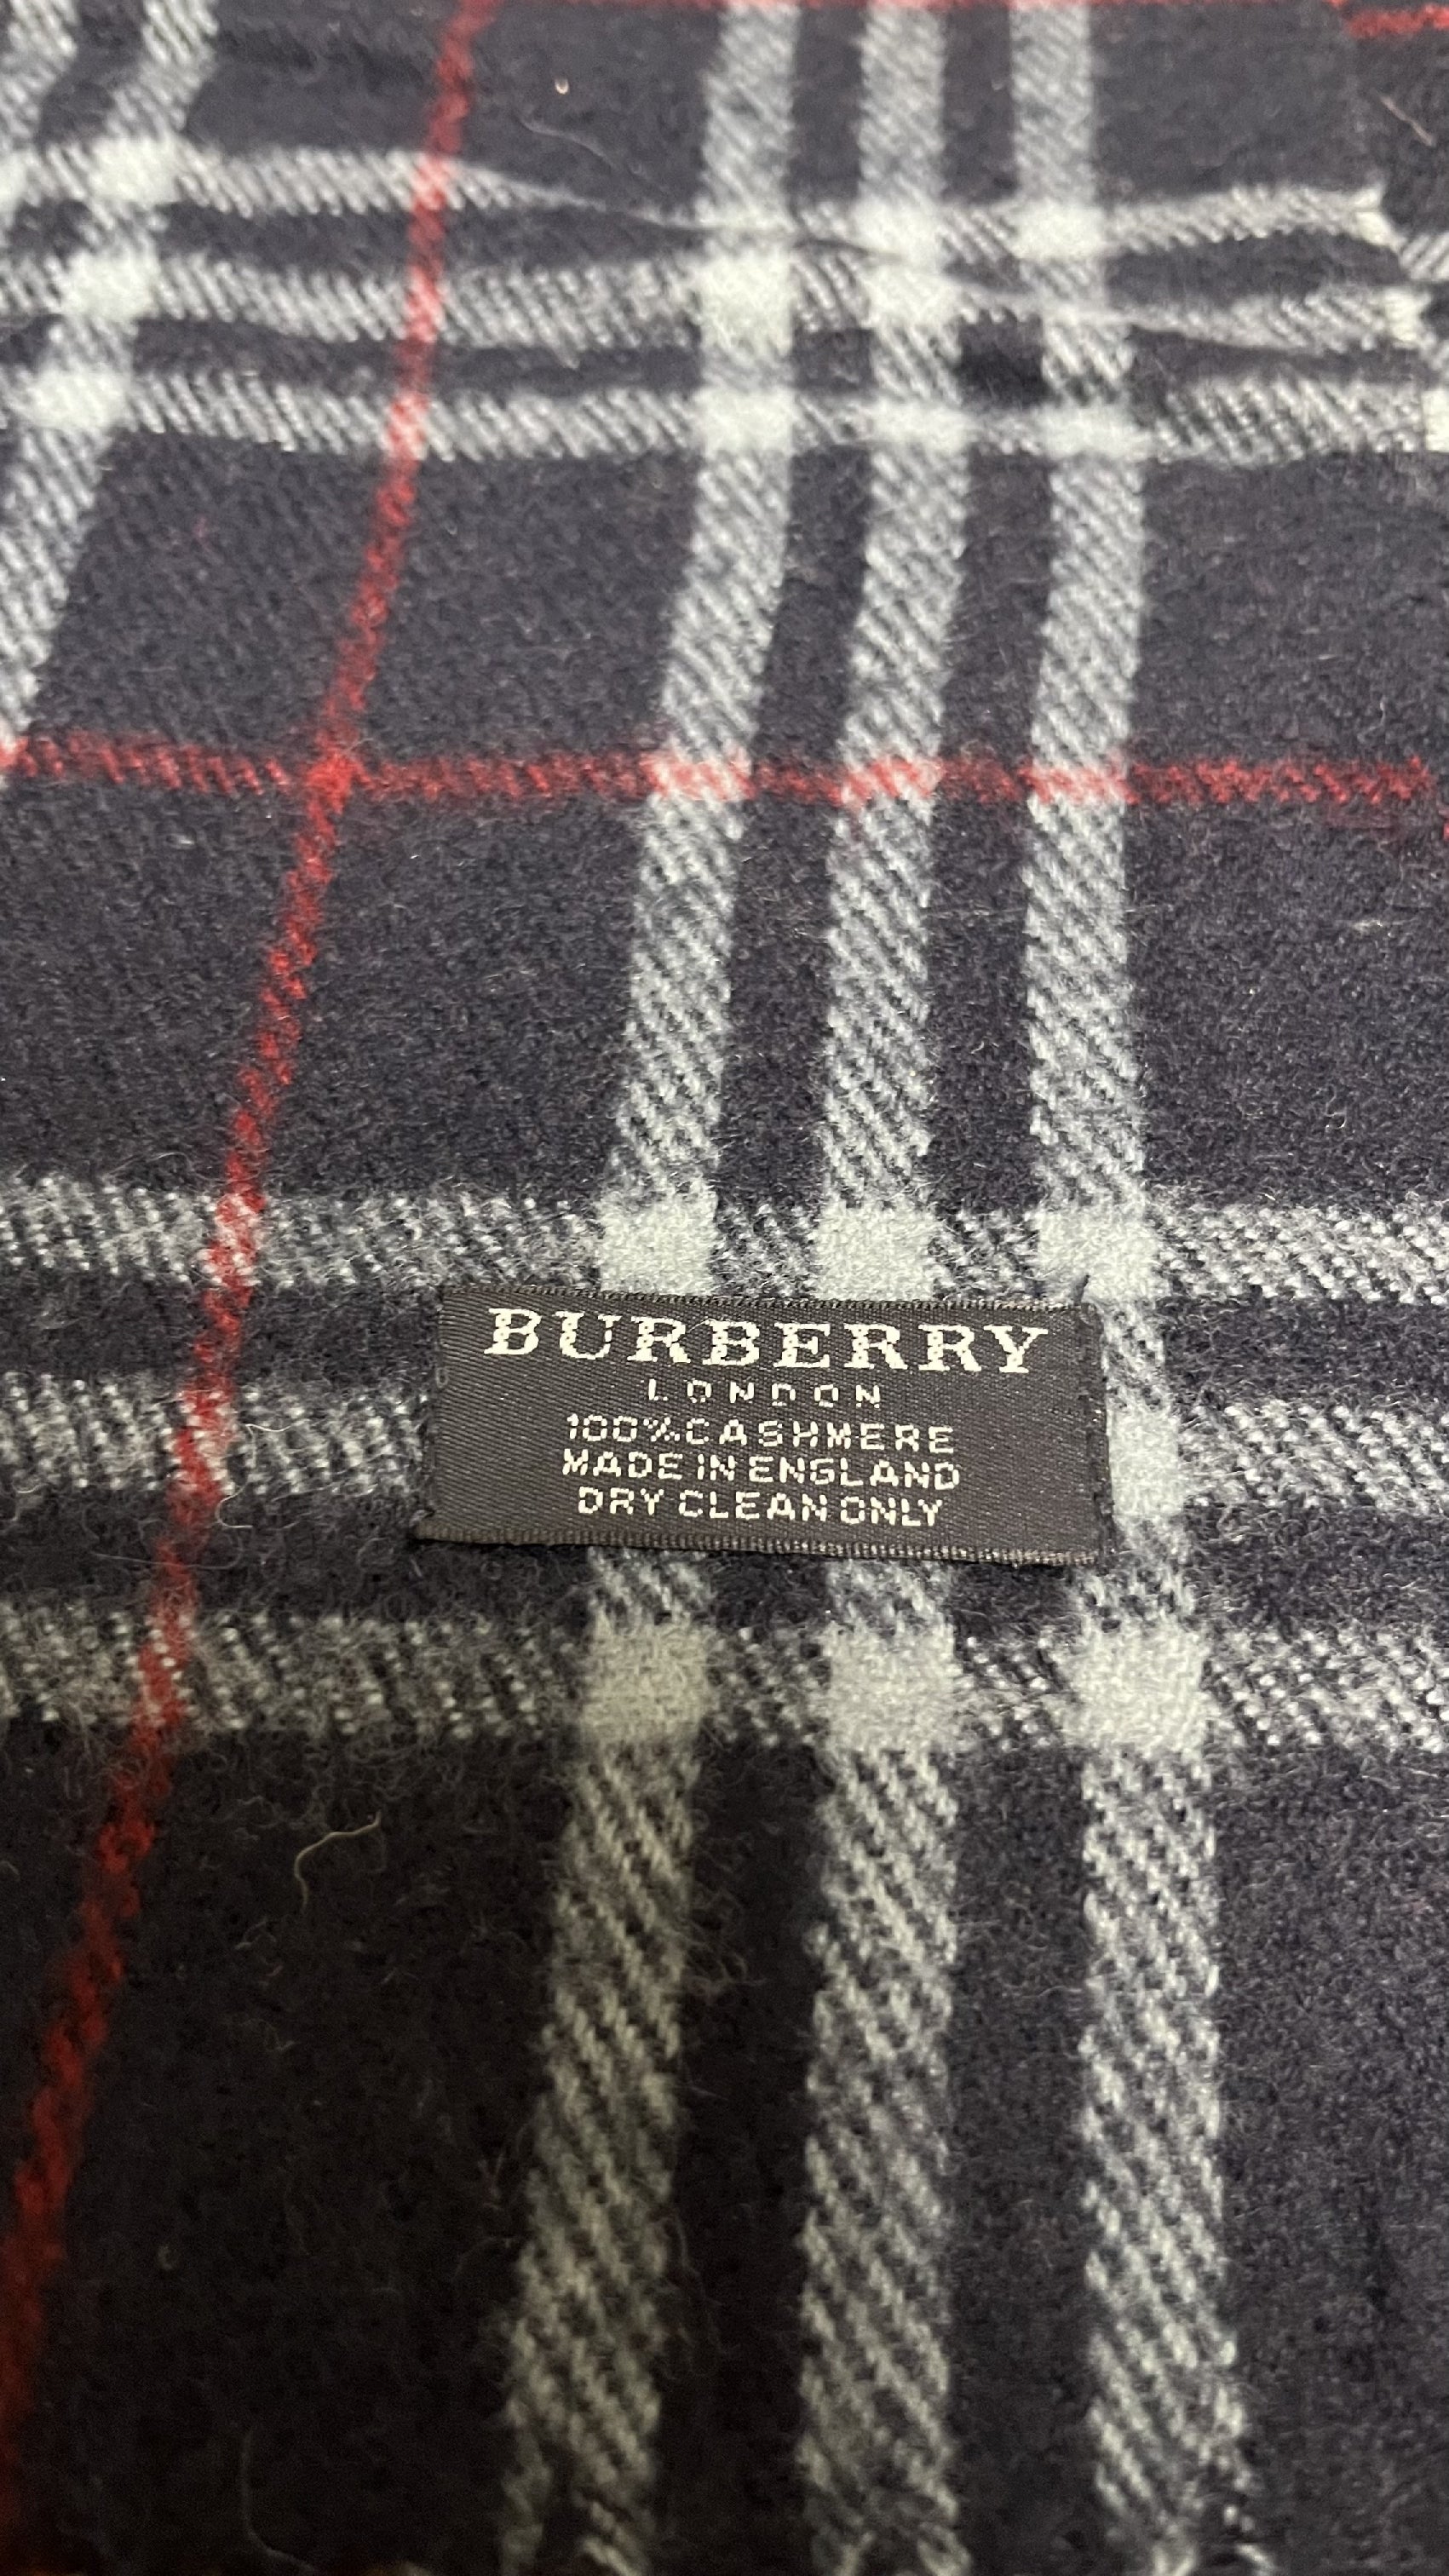 BURBERRY
LONDON
100% CASHMERE
MADE IN ENGLAND
DRY CLEAN ONLY